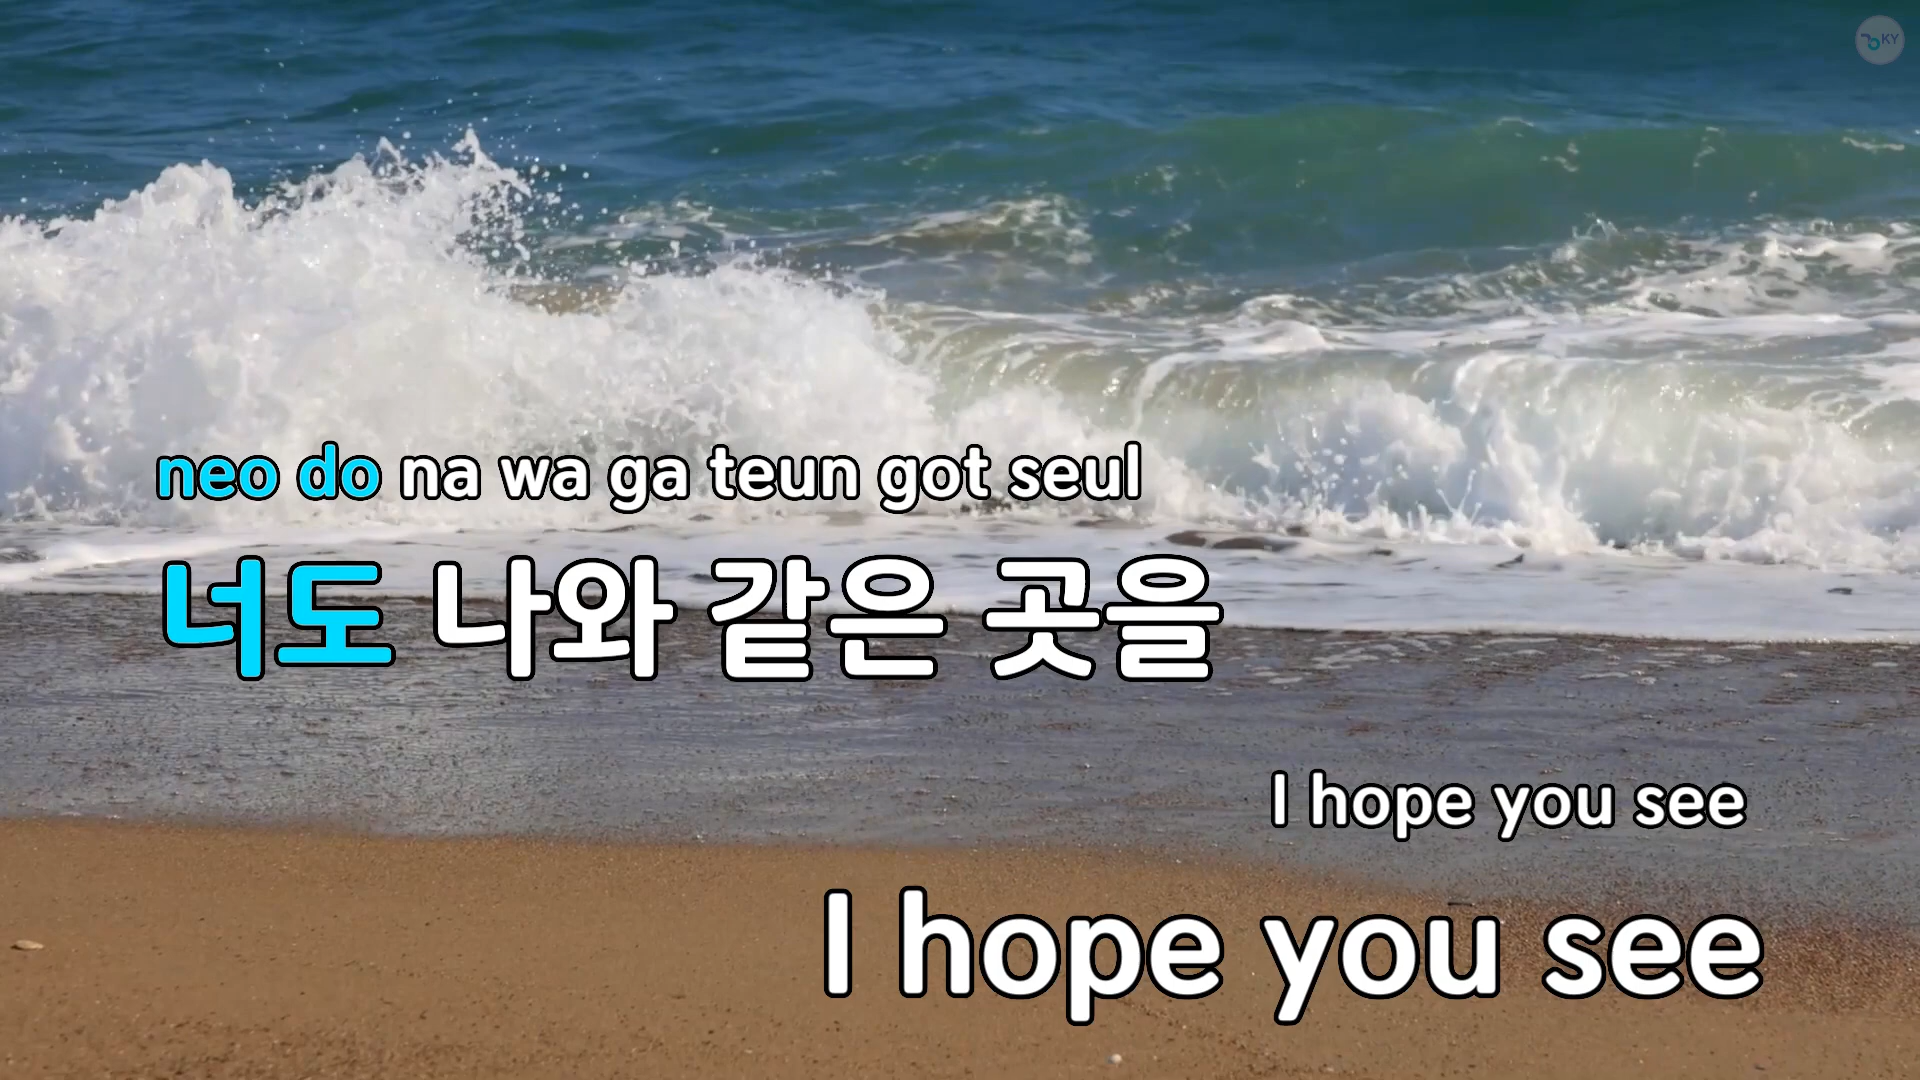 KY
neo do na wa ga teun got seul
너도 나와 같은 곳을
I hope you see
I hope you see